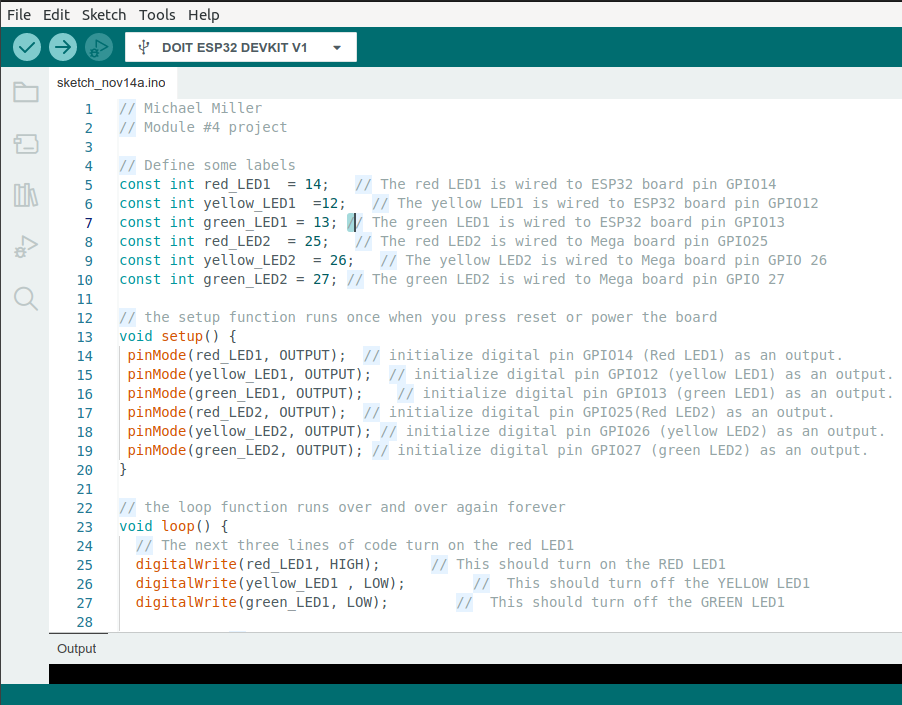 File Edit Sketch Tools Help
DOIT ESP32 DEVKIT V1
sketch_nov14a.ino
1 // Michael Miller
2 // Module #4 project
3
4 // Define some labels
5 const int red_LED1  = 14;   // The red LED1 is wired to ESP32 board pin GPIO14
6 const int yellow_LED1  =12;   // The yellow LED1 is wired to ESP32 board pin GPIO12
7 const int green_LED1 = 13; // The green LED1 is wired to ESP32 board pin GPIO13
8 const int red_LED2  = 25;   // The red LED2 is wired to Mega board pin GPIO25
9 const int yellow_LED2  = 26;   // The yellow LED2 is wired to Mega board pin GPIO 26
10 const int green_LED2 = 27; // The green LED2 is wired to Mega board pin GPIO 27
11
12 // the setup function runs once when you press reset or power the board
13 void setup() {
14  pinMode(red_LED1, OUTPUT);  // initialize digital pin GPIO14 (Red LED1) as an output.
15  pinMode(yellow_LED1, OUTPUT);  // initialize digital pin GPIO12 (yellow LED1) as an output.
16  pinMode(green_LED1, OUTPUT);    // initialize digital pin GPIO13 (green LED1) as an output.
17  pinMode(red_LED2, OUTPUT);  // initialize digital pin GPIO25(Red LED2) as an output.
18  pinMode(yellow_LED2, OUTPUT); // initialize digital pin GPIO26 (yellow LED2) as an output.
19  pinMode(green_LED2, OUTPUT); // initialize digital pin GPIO27 (green LED2) as an output.
20 }
21
22 // the loop function runs over and over again forever
23 void loop() {
24   // The next three lines of code turn on the red LED1
25   digitalWrite(red_LED1, HIGH);      // This should turn on the RED LED1
26   digitalWrite(yellow_LED1 , LOW);        //  This should turn off the YELLOW LED1
27   digitalWrite(green_LED1, LOW);        //  This should turn off the GREEN LED1
28
Output